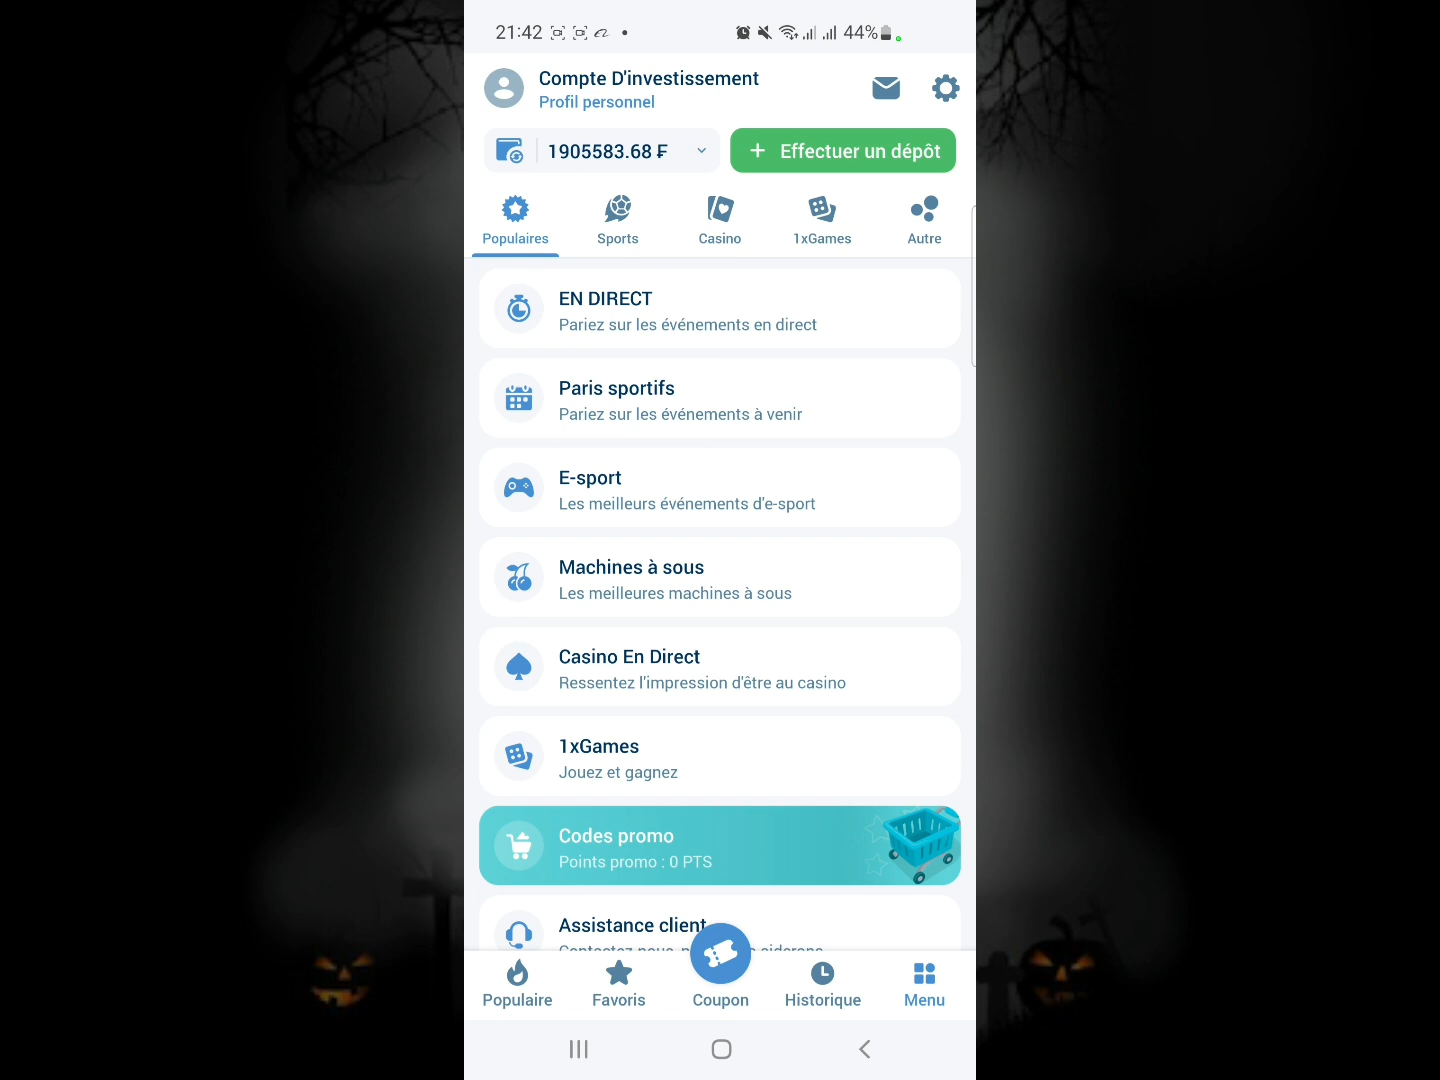 21:42
44%
Compte D'investissement
Profil personnel
1905583.68 ₣
+ Effectuer un dépôt
Populaires
Sports
Casino
1xGames
Autre
EN DIRECT
Pariez sur les événements en direct
Paris sportifs
Pariez sur les événements à venir
E-sport
Les meilleurs événements d'e-sport
Machines à sous
Les meilleures machines à sous
Casino En Direct
Ressentez l'impression d'être au casino
1xGames
Jouez et gagnez
Codes promo
Points promo : 0 PTS
Assistance client
Populaire
Favoris
Coupon
Historique
Menu